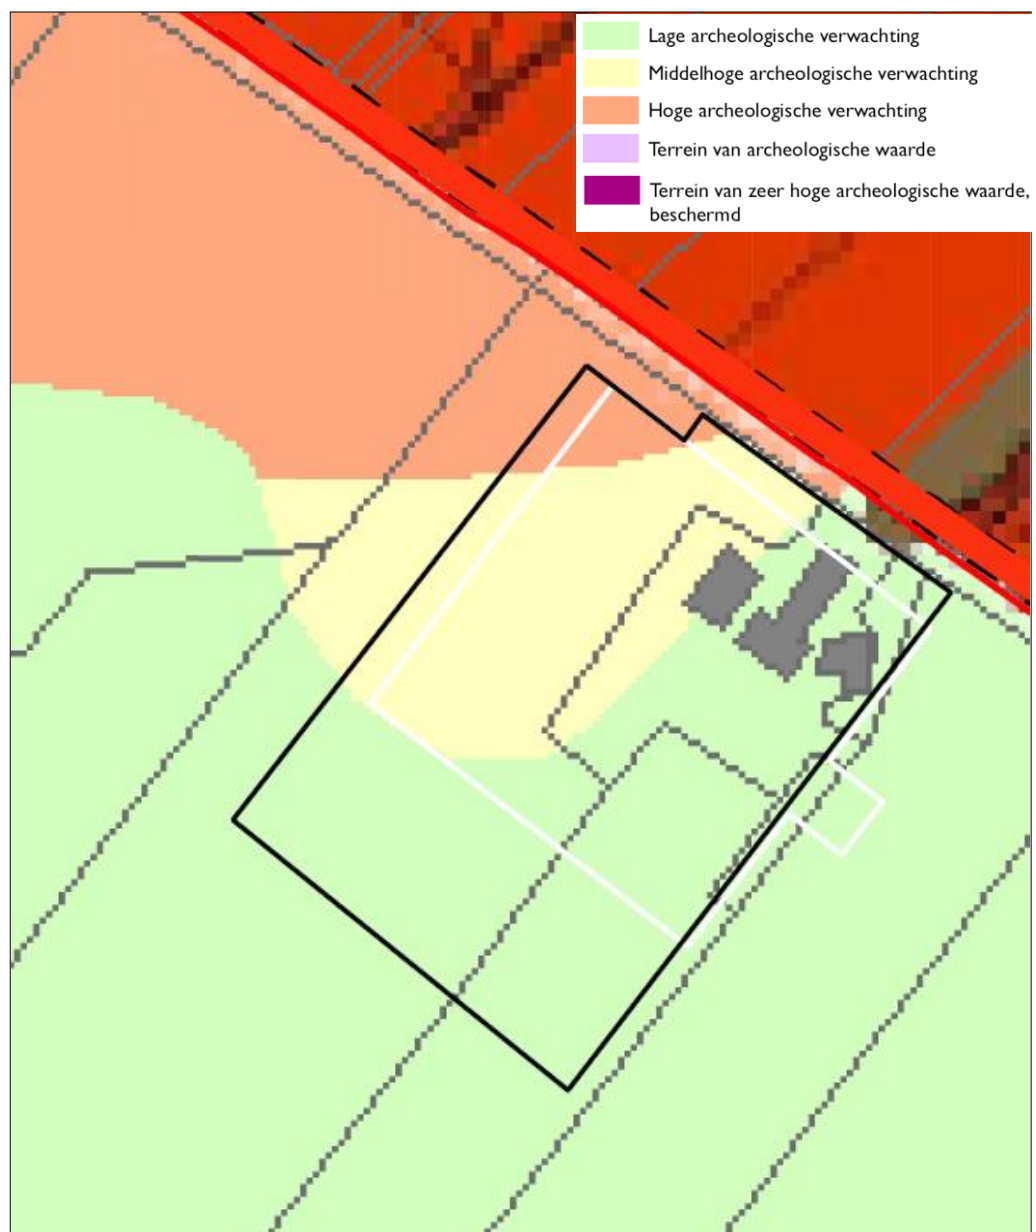 Lage archeologische verwachting
Middelhoge archeologische verwachting
Hoge archeologische verwachting
Terrein van archeologische waarde
Terrein van zeer hoge archeologische waarde,
beschermd